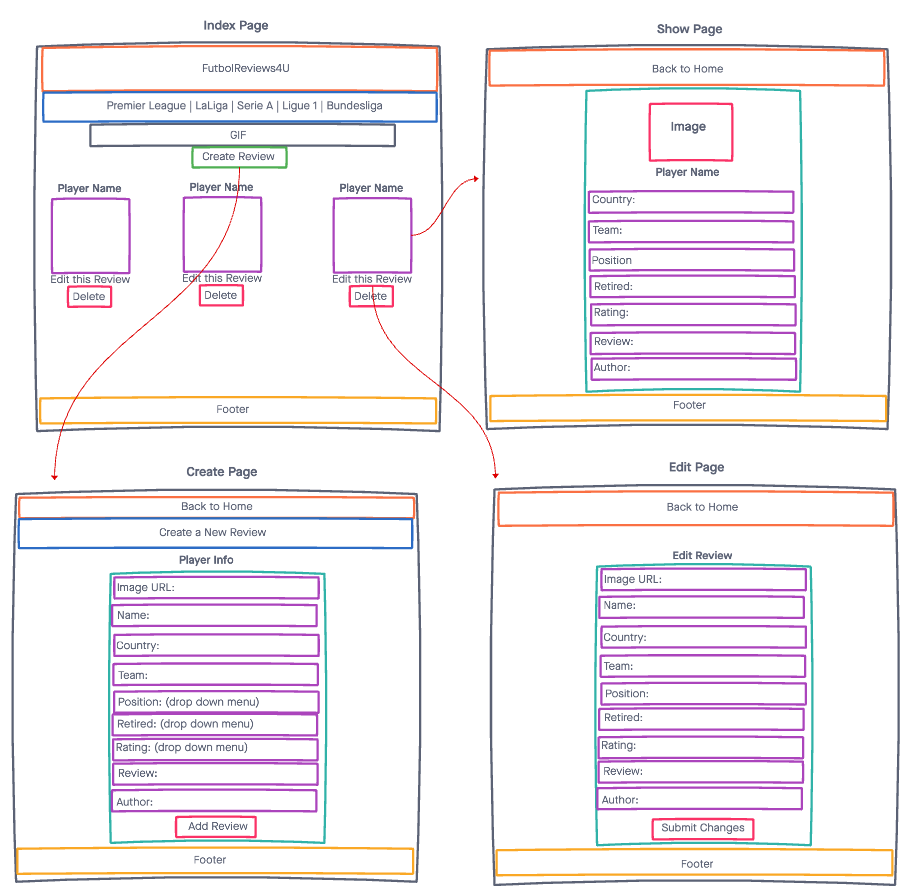 Index Page
FutbolReviews4U
Premier League | LaLiga | Serie A | Ligue 1 | Bundesliga
GIF
Create Review
Player Name
Player Name
Player Name
Edit this Review
Edit this Review
Edit this Review
Delete
Delete
Delete
Footer
Show Page
Back to Home
Image
Player Name
Country:
Team:
Position
Retired:
Rating:
Review:
Author:
Footer
Create Page
Back to Home
Create a New Review
Player Info
Image URL:
Name:
Country:
Team:
Position: (drop down menu)
Retired: (drop down menu)
Rating: (drop down menu)
Review:
Author:
Add Review
Footer
Edit Page
Back to Home
Edit Review
Image URL:
Name:
Country:
Team:
Position:
Retired:
Rating:
Review:
Author:
Submit Changes
Footer